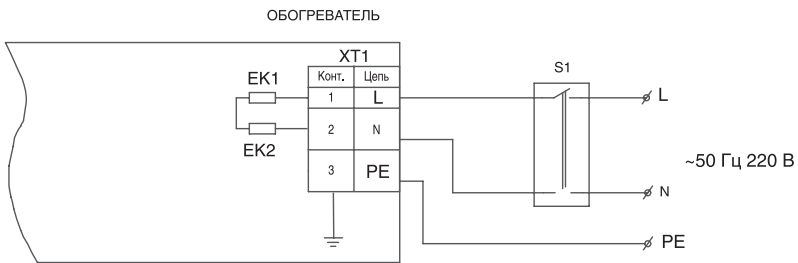 ОБОГРЕВАТЕЛЬ
XT1
Конт. Цепь
1 L
2 N
3 PE
EK1
EK2
S1
L
N
PE
~50 Гц 220 В